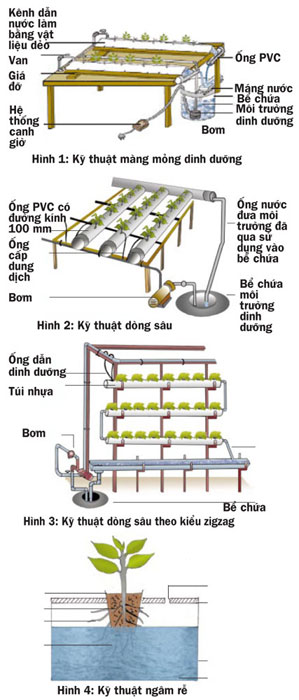 Kênh dẫn
nước làm
bằng vật
liệu dẻo
Van
Giá
đỡ
Hệ
thống
canh
giờ
Ống PVC
Máng nước
Bể chứa
Môi trường
dinh dưỡng
Bơm
Hình 1: Kỹ thuật màng mỏng dinh dưỡng
Ống PVC có
đường kính
100 mm
Ống
cấp
dung
dịch
Bơm
Ống nước
đưa môi
trường đã
qua sử
dụng vào
bể chứa
Bể chứa
môi
trường
dinh
dưỡng
Hình 2: Kỹ thuật dòng sâu
Ống dẫn
dinh dưỡng
Túi nhựa
Bơm
Bể chứa
Hình 3: Kỹ thuật dòng sâu theo kiểu zigzag
Hình 4: Kỹ thuật ngâm rễ